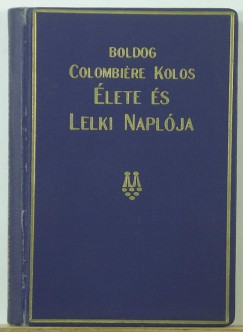 BOLDOG
COLOMBIÈRE KOLOS
ÉLETE ÉS
LELKI NAPLÓJA